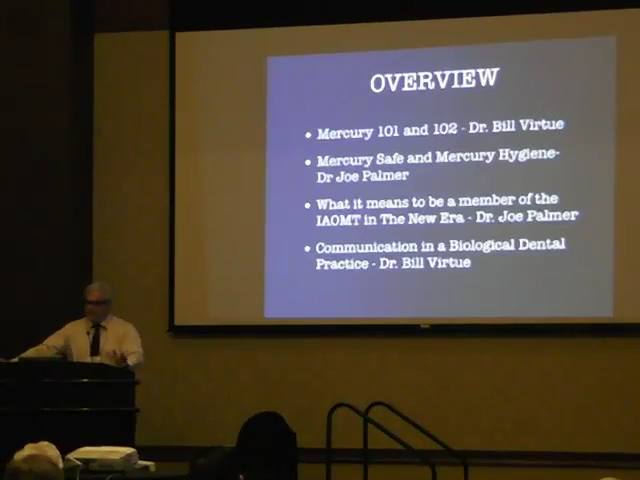 OVERVIEW
• Mercury 101 and 102 - Dr. Bill Virtue
• Mercury Safe and Mercury Hygiene-
Dr Joe Palmer
• What it means to be a member of the
IAOMT in The New Era - Dr. Joe Palmer
• Communication in a Biological Dental
Practice - Dr. Bill Virtue